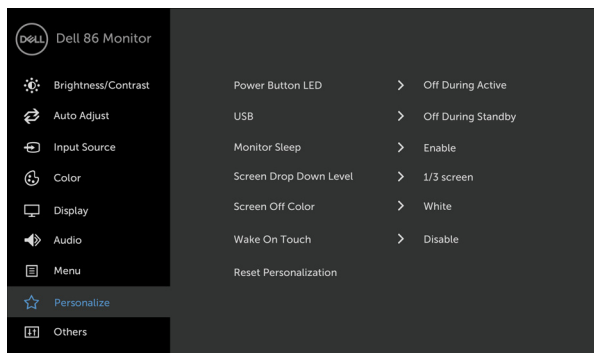 DELL Dell 86 Monitor
Brightness/Contrast
Auto Adjust
Input Source
Color
Display
Audio
Menu
Personalize
Others
Power Button LED > Off During Active
USB > Off During Standby
Monitor Sleep > Enable
Screen Drop Down Level > 1/3 screen
Screen Off Color > White
Wake On Touch > Disable
Reset Personalization